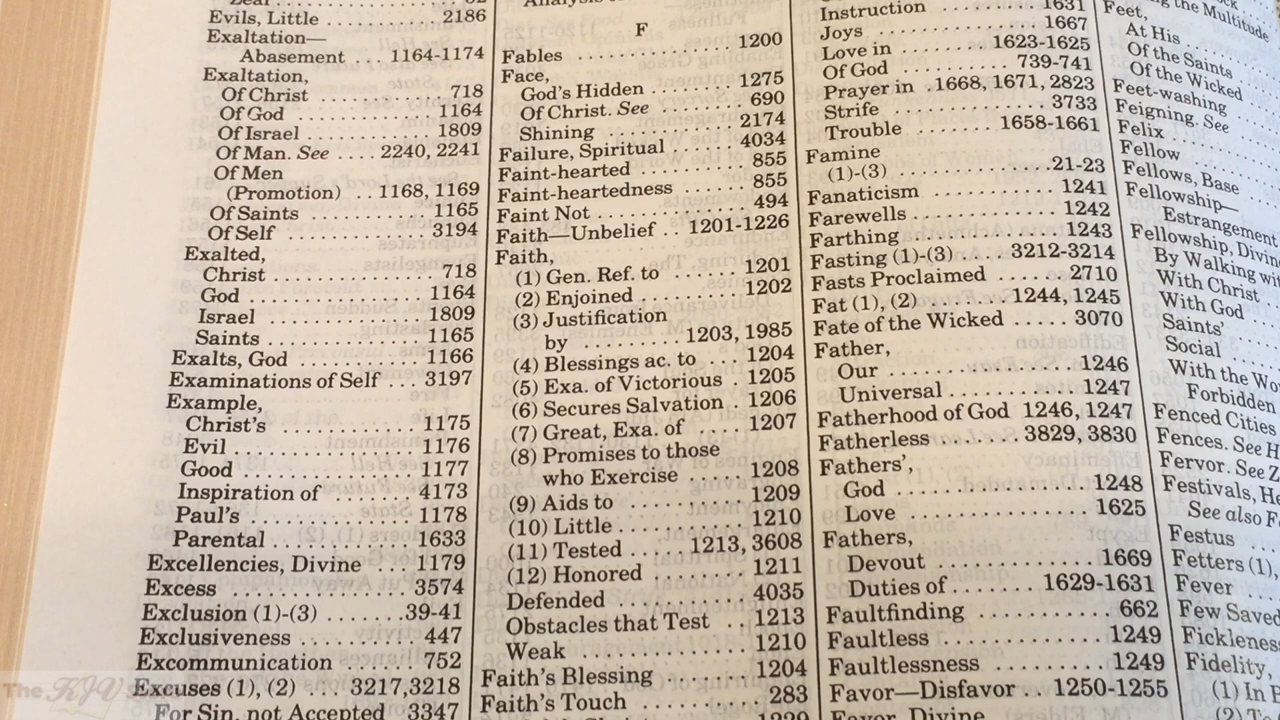 Evils, Little 2186
Exaltation—
Abasement ... 1164-1174
Exaltation,
Of Christ ........... 718
Of God ............ 1164
Of Israel .......... 1809
Of Man. See .... 2240, 2241
Of Men
(Promotion) 1168, 1169
Of Saints .......... 1165
Of Self ............ 3194
Exalted,
Christ ............. 718
God ............... 1164
Israel ............. 1809
Saints ............. 1165
Exalts, God .......... 1166
Examinations of Self ... 3197
Example,
Christ's ........... 1175
Evil ............... 1176
Good .............. 1177
Inspiration of ....... 4173
Paul's ............. 1178
Parental ........... 1633
Excellencies, Divine .... 1179
Excess ............... 3574
Exclusion (1)-(3) ....... 39-41
Exclusiveness .......... 447
Excommunication ...... 752
Excuses (1), (2) .... 3217,3218
For Sin, not Accepted 3347
F
Fables ............... 1200
Face,
God's Hidden ....... 1275
Of Christ. See ....... 690
Shining ............ 2174
Failure, Spiritual ...... 4034
Faint-hearted .......... 855
Faint-heartedness ...... 855
Faint Not ............. 494
Faith—Unbelief .. 1201-1226
Faith,
(1) Gen. Ref. to ...... 1201
(2) Enjoined ........ 1202
(3) Justification
by ......... 1203, 1985
(4) Blessings ac. to ... 1204
(5) Exa. of Victorious . 1205
(6) Secures Salvation . 1206
(7) Great, Exa. of .... 1207
(8) Promises to those
who Exercise ..... 1208
(9) Aids to .......... 1209
(10) Little ............ 1210
(11) Tested ..... 1213, 3608
(12) Honored ......... 1211
Defended ........... 4035
Obstacles that Test .. 1213
Weak .............. 1210
Faith's Blessing ....... 1204
Faith's Touch .......... 283
Instruction ......... 1631
Joys ............... 1667
Love in ........ 1623-1625
Of God .......... 739-741
Prayer in . 1668, 1671, 2823
Strife .............. 3733
Trouble ........ 1658-1661
Famine
(1)-(3) ............. 21-23
Fanaticism ........... 1241
Farewells ............ 1242
Farthing ............. 1243
Fasting (1)-(3) ... 3212-3214
Fasts Proclaimed ...... 2710
Fat (1), (2) ....... 1244, 1245
Fate of the Wicked ..... 3070
Father,
Our ............... 1246
Universal .......... 1247
Fatherhood of God 1246, 1247
Fatherless ...... 3829, 3830
Fathers',
God ............... 1248
Love .............. 1625
Fathers,
Devout ............ 1669
Duties of ...... 1629-1631
Faultfinding ........... 662
Faultless ............. 1249
Faultlessness ......... 1249
Favor—Disfavor . 1250-1255
Favor, Divine
Feet,
the Multitude
At His
Of the Saints
Of the Wicked
Feet-washing
Feigning. See
Felix
Fellow
Fellows, Base
Fellowship—
Estrangement
Fellowship, Divine
By Walking
With Christ
With God
Saints'
Social
With the
Forbidden
Fenced Cities
Fences. See
Fervor. See
Festivals,
See also
Festus
Fetters (1),
Fever
Few Saved
Fickleness
Fidelity,
(1) In
(2)
The KJV